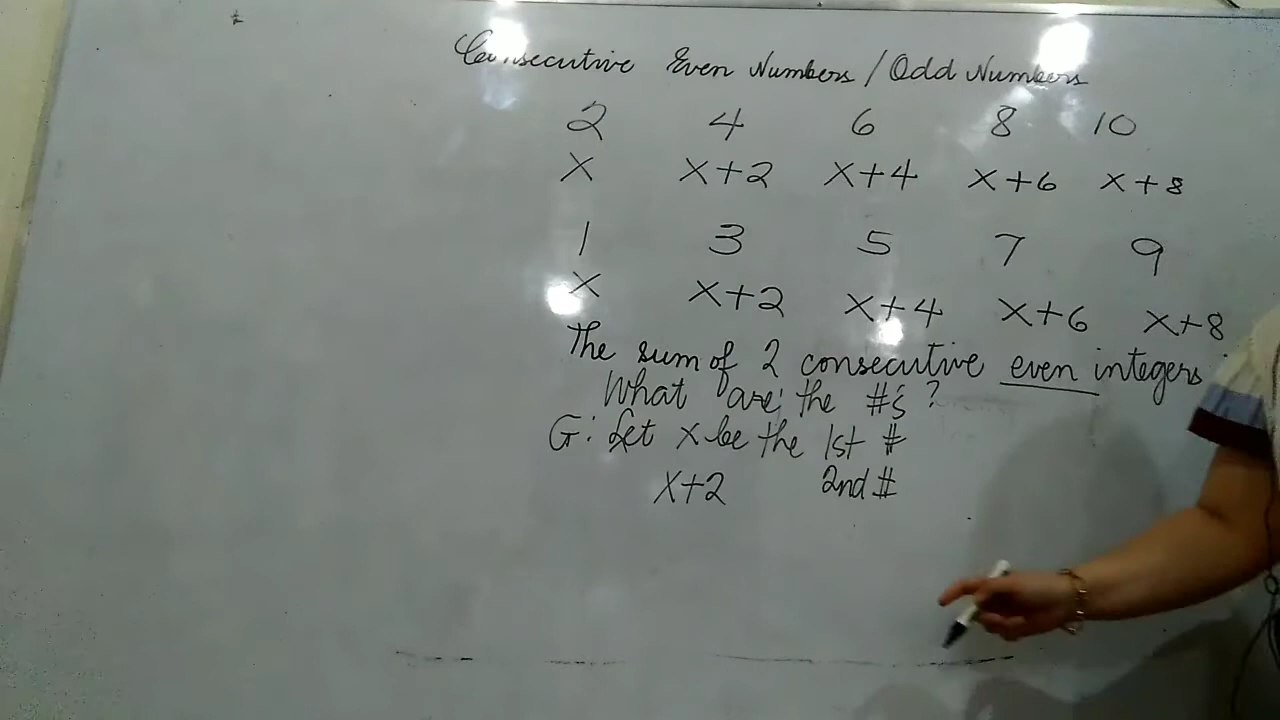 Consecutive Even Numbers / Odd Numbers
2 4 6 8 10
x x+2 x+4 x+6 x+8
1 3 5 7 9
x x+2 x+4 x+6 x+8
The sum of 2 consecutive even integers
What are the #'s ?
G: Let x be the 1st #
x+2 2nd #